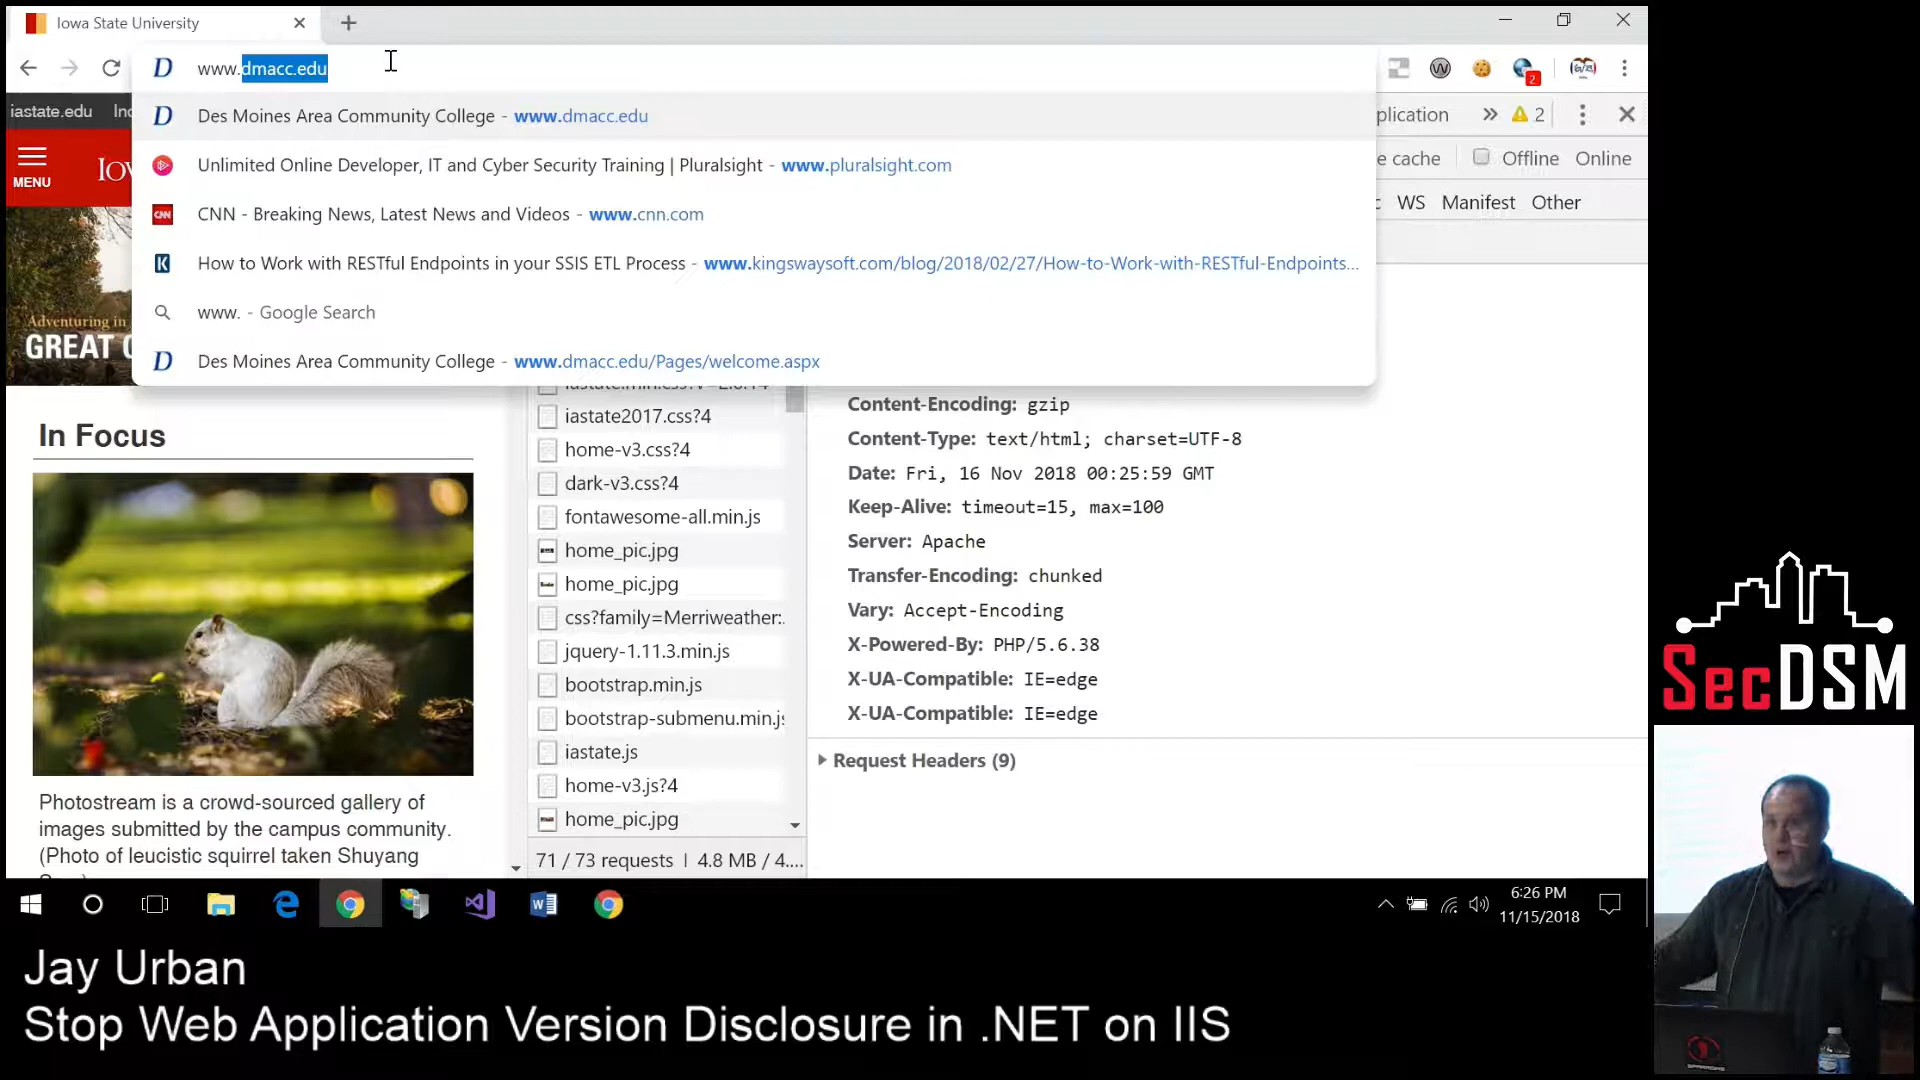 Iowa State University
www.dmacc.edu
Des Moines Area Community College - www.dmacc.edu
Unlimited Online Developer, IT and Cyber Security Training | Pluralsight - www.pluralsight.com
CNN - Breaking News, Latest News and Videos - www.cnn.com
How to Work with RESTful Endpoints in your SSIS ETL Process - www.kingswaysoft.com/blog/2018/02/27/How-to-Work-with-RESTful-Endpoints...
www. - Google Search
Des Moines Area Community College - www.dmacc.edu/Pages/welcome.aspx
2
iastate.edu
plication
2
e cache
Offline
Online
MENU
WS
Manifest
Other
Adventuring in
GREAT
iastate2017.css?4
home-v3.css?4
dark-v3.css?4
fontawesome-all.min.js
home_pic.jpg
home_pic.jpg
css?family=Merriweather:
jquery-1.11.3.min.js
bootstrap.min.js
bootstrap-submenu.min.js
iastate.js
home-v3.js?4
home_pic.jpg
71 / 73 requests | 4.8 MB / 4....
Content-Encoding: gzip
Content-Type: text/html; charset=UTF-8
Date: Fri, 16 Nov 2018 00:25:59 GMT
Keep-Alive: timeout=15, max=100
Server: Apache
Transfer-Encoding: chunked
Vary: Accept-Encoding
X-Powered-By: PHP/5.6.38
X-UA-Compatible: IE=edge
X-UA-Compatible: IE=edge
Request Headers (9)
In Focus
Photostream is a crowd-sourced gallery of
images submitted by the campus community.
(Photo of leucistic squirrel taken Shuyang
6:26 PM
11/15/2018
SecDSM
Jay Urban
Stop Web Application Version Disclosure in .NET on IIS